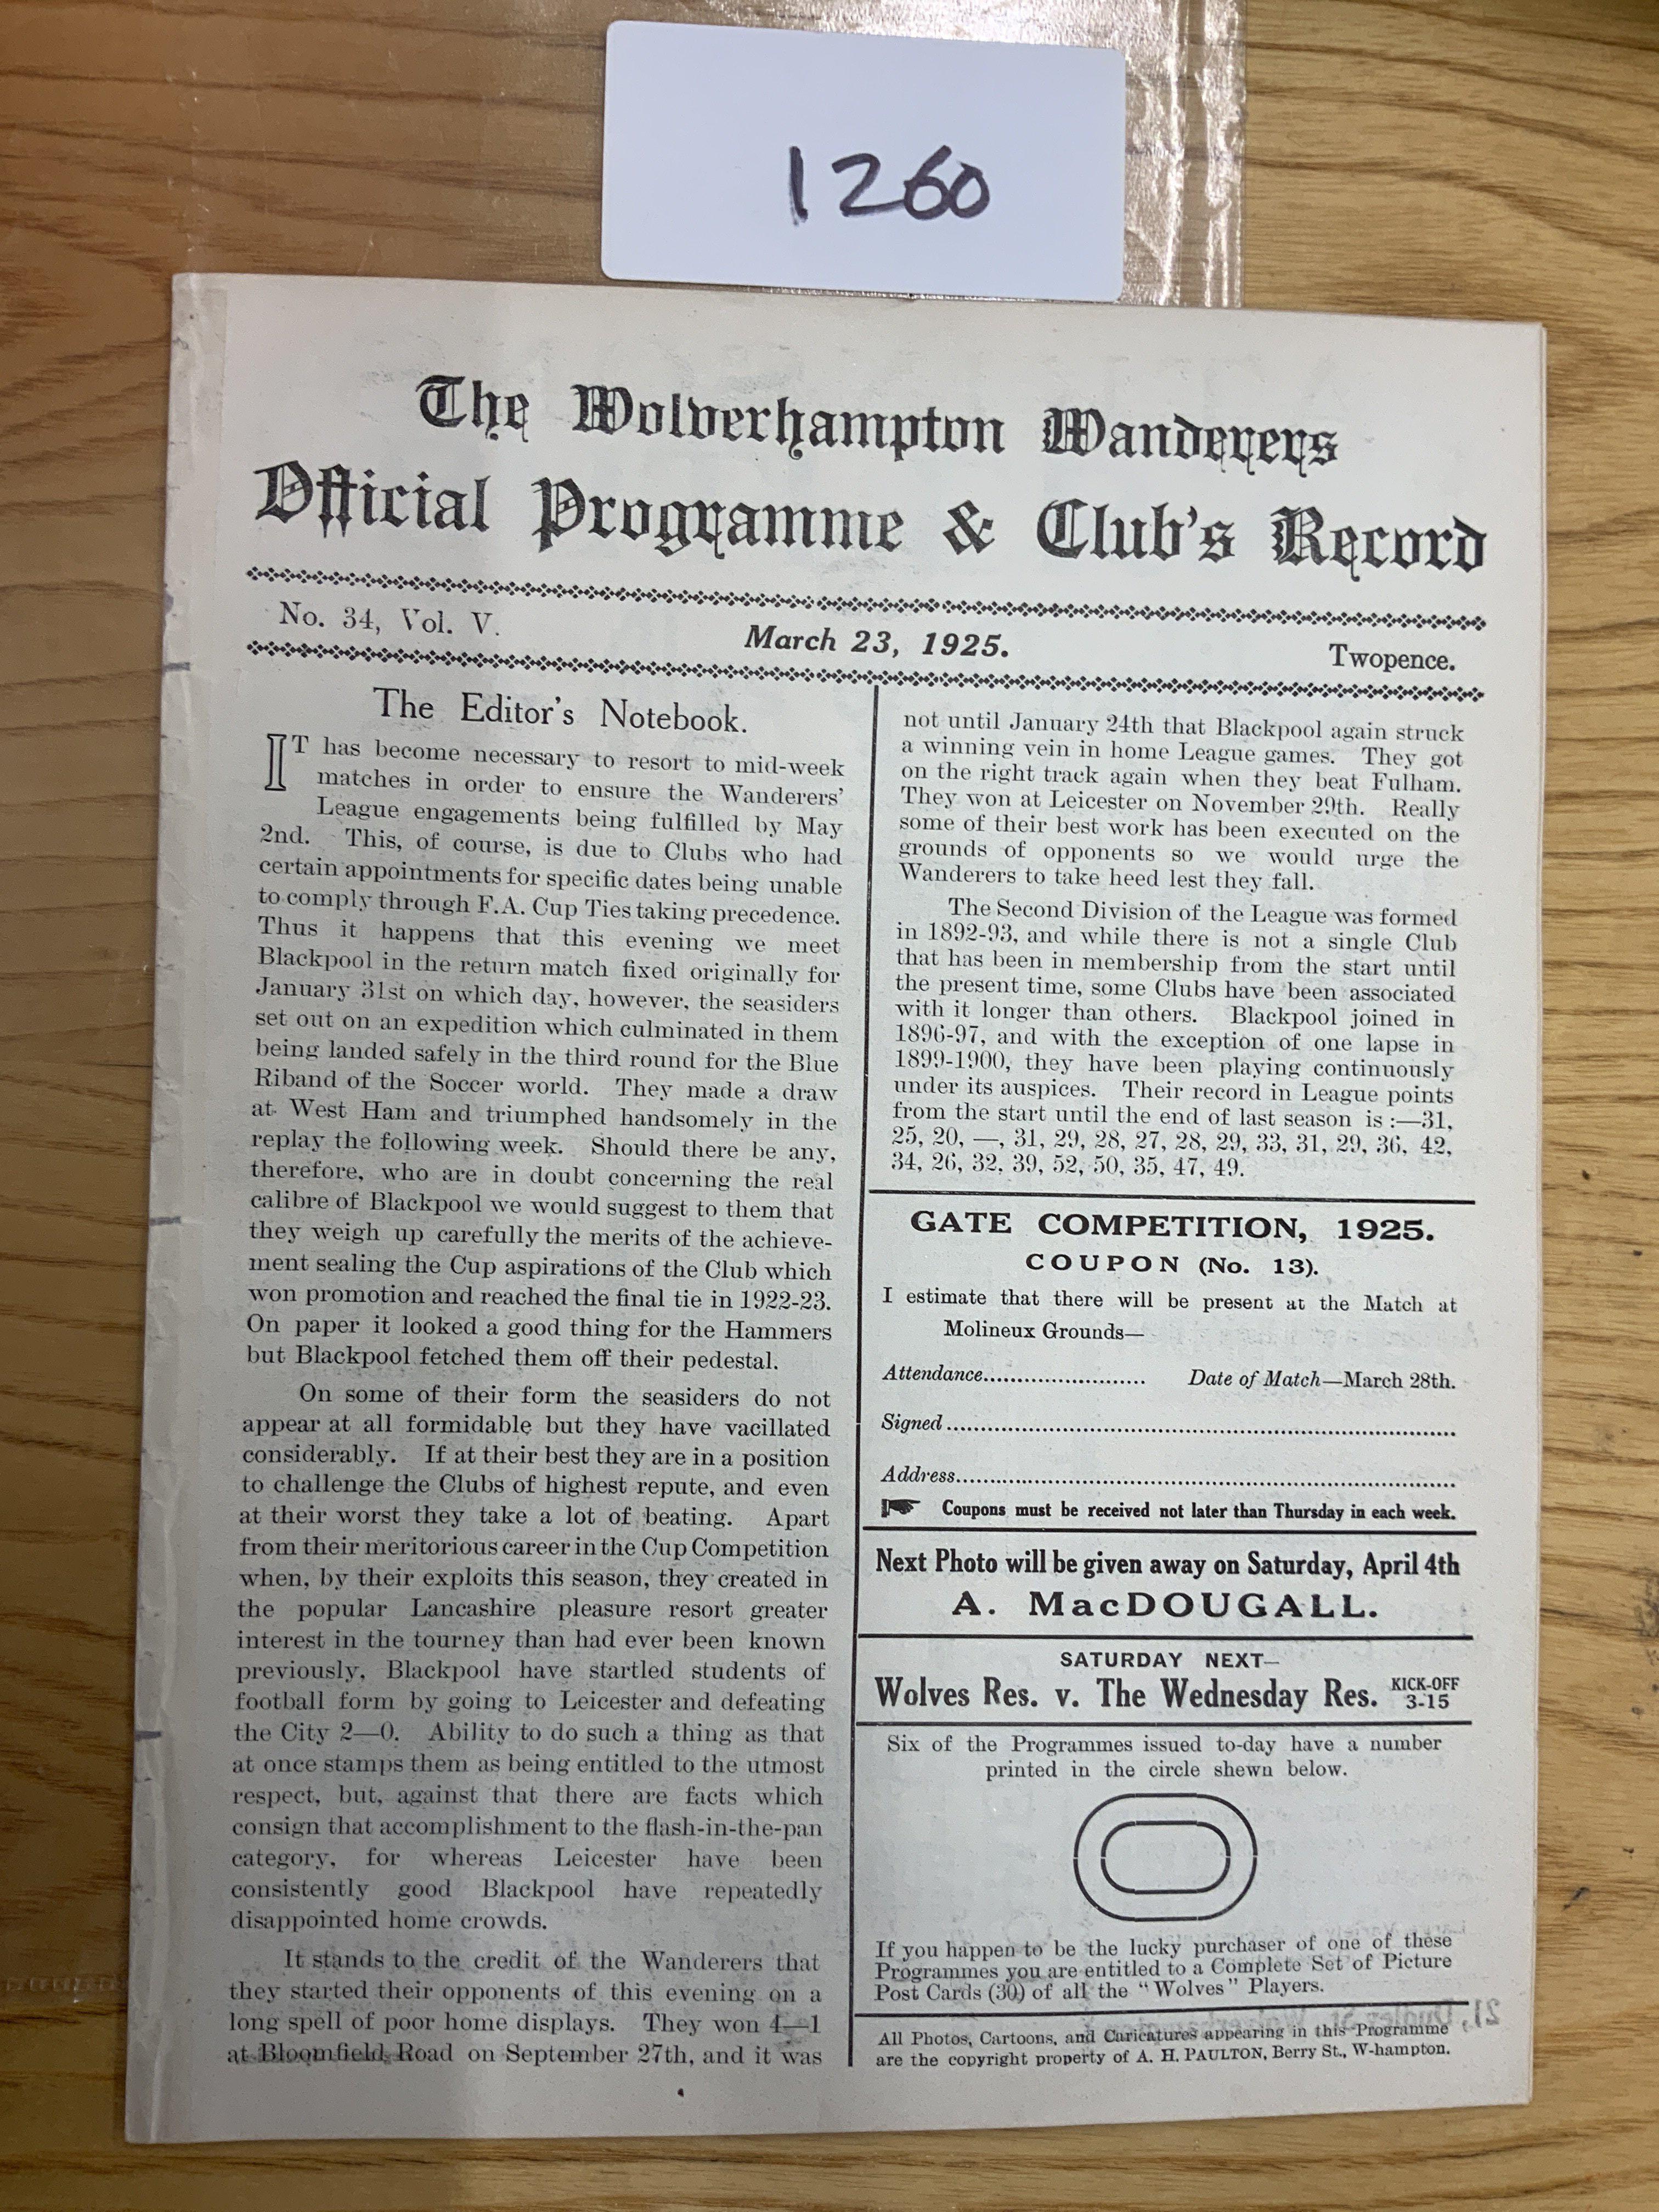 1260
The Wolverhampton Wanderers
Official Programme & Club's Record
No. 34, Vol. V.
March 23, 1925.
Twopence.
The Editor's Notebook.
IT has become necessary to resort to mid-week
matches in order to ensure the Wanderers'
League engagements being fulfilled by May
2nd. This, of course, is due to Clubs who had
certain appointments for specific dates being unable
to comply through F.A. Cup Ties taking precedence.
Thus it happens that this evening we meet
Blackpool in the return match fixed originally for
January 31st on which day, however, the seasiders
set out on an expedition which culminated in them
being landed safely in the third round for the Blue
Riband of the Soccer world. They made a draw
at West Ham and triumphed handsomely in the
replay the following week. Should there be any,
therefore, who are in doubt concerning the real
calibre of Blackpool we would suggest to them that
they weigh up carefully the merits of the achieve-
ment sealing the Cup aspirations of the Club which
won promotion and reached the final tie in 1922-23.
On paper it looked a good thing for the Hammers
but Blackpool fetched them off their pedestal.
On some of their form the seasiders do not
appear at all formidable but they have vacillated
considerably. If at their best they are in a position
to challenge the Clubs of highest repute, and even
at their worst they take a lot of beating. Apart
from their meritorious career in the Cup Competition
when, by their exploits this season, they created in
the popular Lancashire pleasure resort greater
interest in the tourney than had ever been known
previously, Blackpool have startled students of
football form by going to Leicester and defeating
the City 2—0. Ability to do such a thing as that
at once stamps them as being entitled to the utmost
respect, but, against that there are facts which
consign that accomplishment to the flash-in-the-pan
category, for whereas Leicester have been
consistently good Blackpool have repeatedly
disappointed home crowds.
It stands to the credit of the Wanderers that
they started their opponents of this evening on a
long spell of poor home displays. They won 4—1
at Bloomfield Road on September 27th, and it was
not until January 24th that Blackpool again struck
a winning vein in home League games. They got
on the right track again when they beat Fulham.
They won at Leicester on November 29th. Really
some of their best work has been executed on the
grounds of opponents so we would urge the
Wanderers to take heed lest they fall.
The Second Division of the League was formed
in 1892-93, and while there is not a single Club
that has been in membership from the start until
the present time, some Clubs have been associated
with it longer than others. Blackpool joined in
1896-97, and with the exception of one lapse in
1899-1900, they have been playing continuously
under its auspices. Their record in League points
from the start until the end of last season is :—31,
25, 20, —, 31, 29, 28, 27, 28, 29, 33, 31, 29, 36, 42,
34, 26, 32, 39, 52, 50, 35, 47, 49.
GATE COMPETITION, 1925.
COUPON (No. 13).
I estimate that there will be present at the Match at
Molineux Grounds—
Attendance........................ Date of Match—March 28th.
Signed................................................................................
Address..............................................................................
Coupons must be received not later than Thursday in each week.
Next Photo will be given away on Saturday, April 4th
A. MacDOUGALL.
SATURDAY NEXT—
Wolves Res. v. The Wednesday Res. KICK-OFF 3-15
Six of the Programmes issued to-day have a number
printed in the circle shewn below.
If you happen to be the lucky purchaser of one of these
Programmes you are entitled to a Complete Set of Picture
Post Cards (30) of all the "Wolves" Players.
All Photos, Cartoons, and Caricatures appearing in this Programme
are the copyright property of A. H. PAULTON, Berry St., W-hampton.